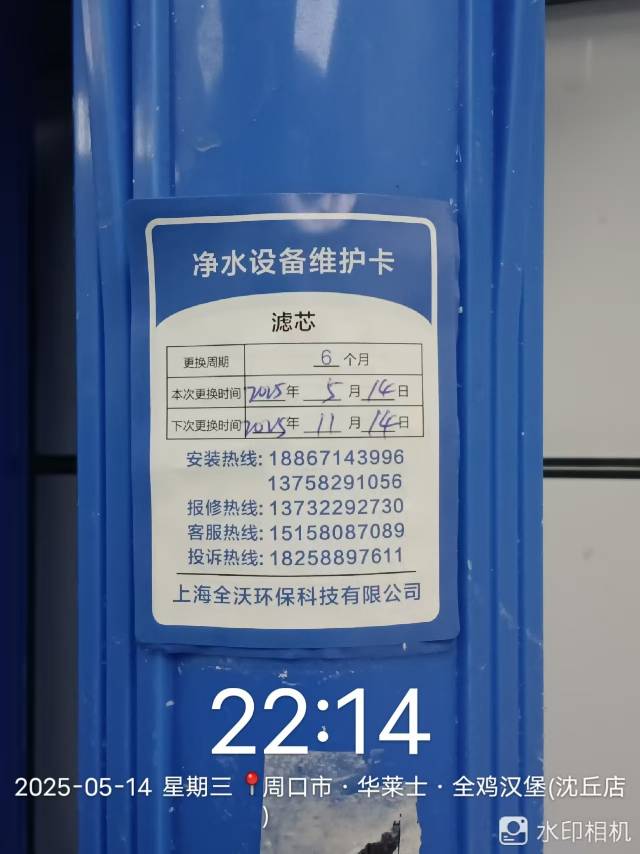 净水设备维护卡
滤芯
更换周期 6 个月
本次更换时间 2025年 5 月 14 日
下次更换时间 2025年 11 月 14 日
安装热线: 18867143996
13758291056
报修热线: 13732292730
客服热线: 15158087089
投诉热线: 18258897611
上海全沃环保科技有限公司
22:14
2025-05-14 星期三 📍周口市·华莱士·全鸡汉堡(沈丘店
)
水印相机